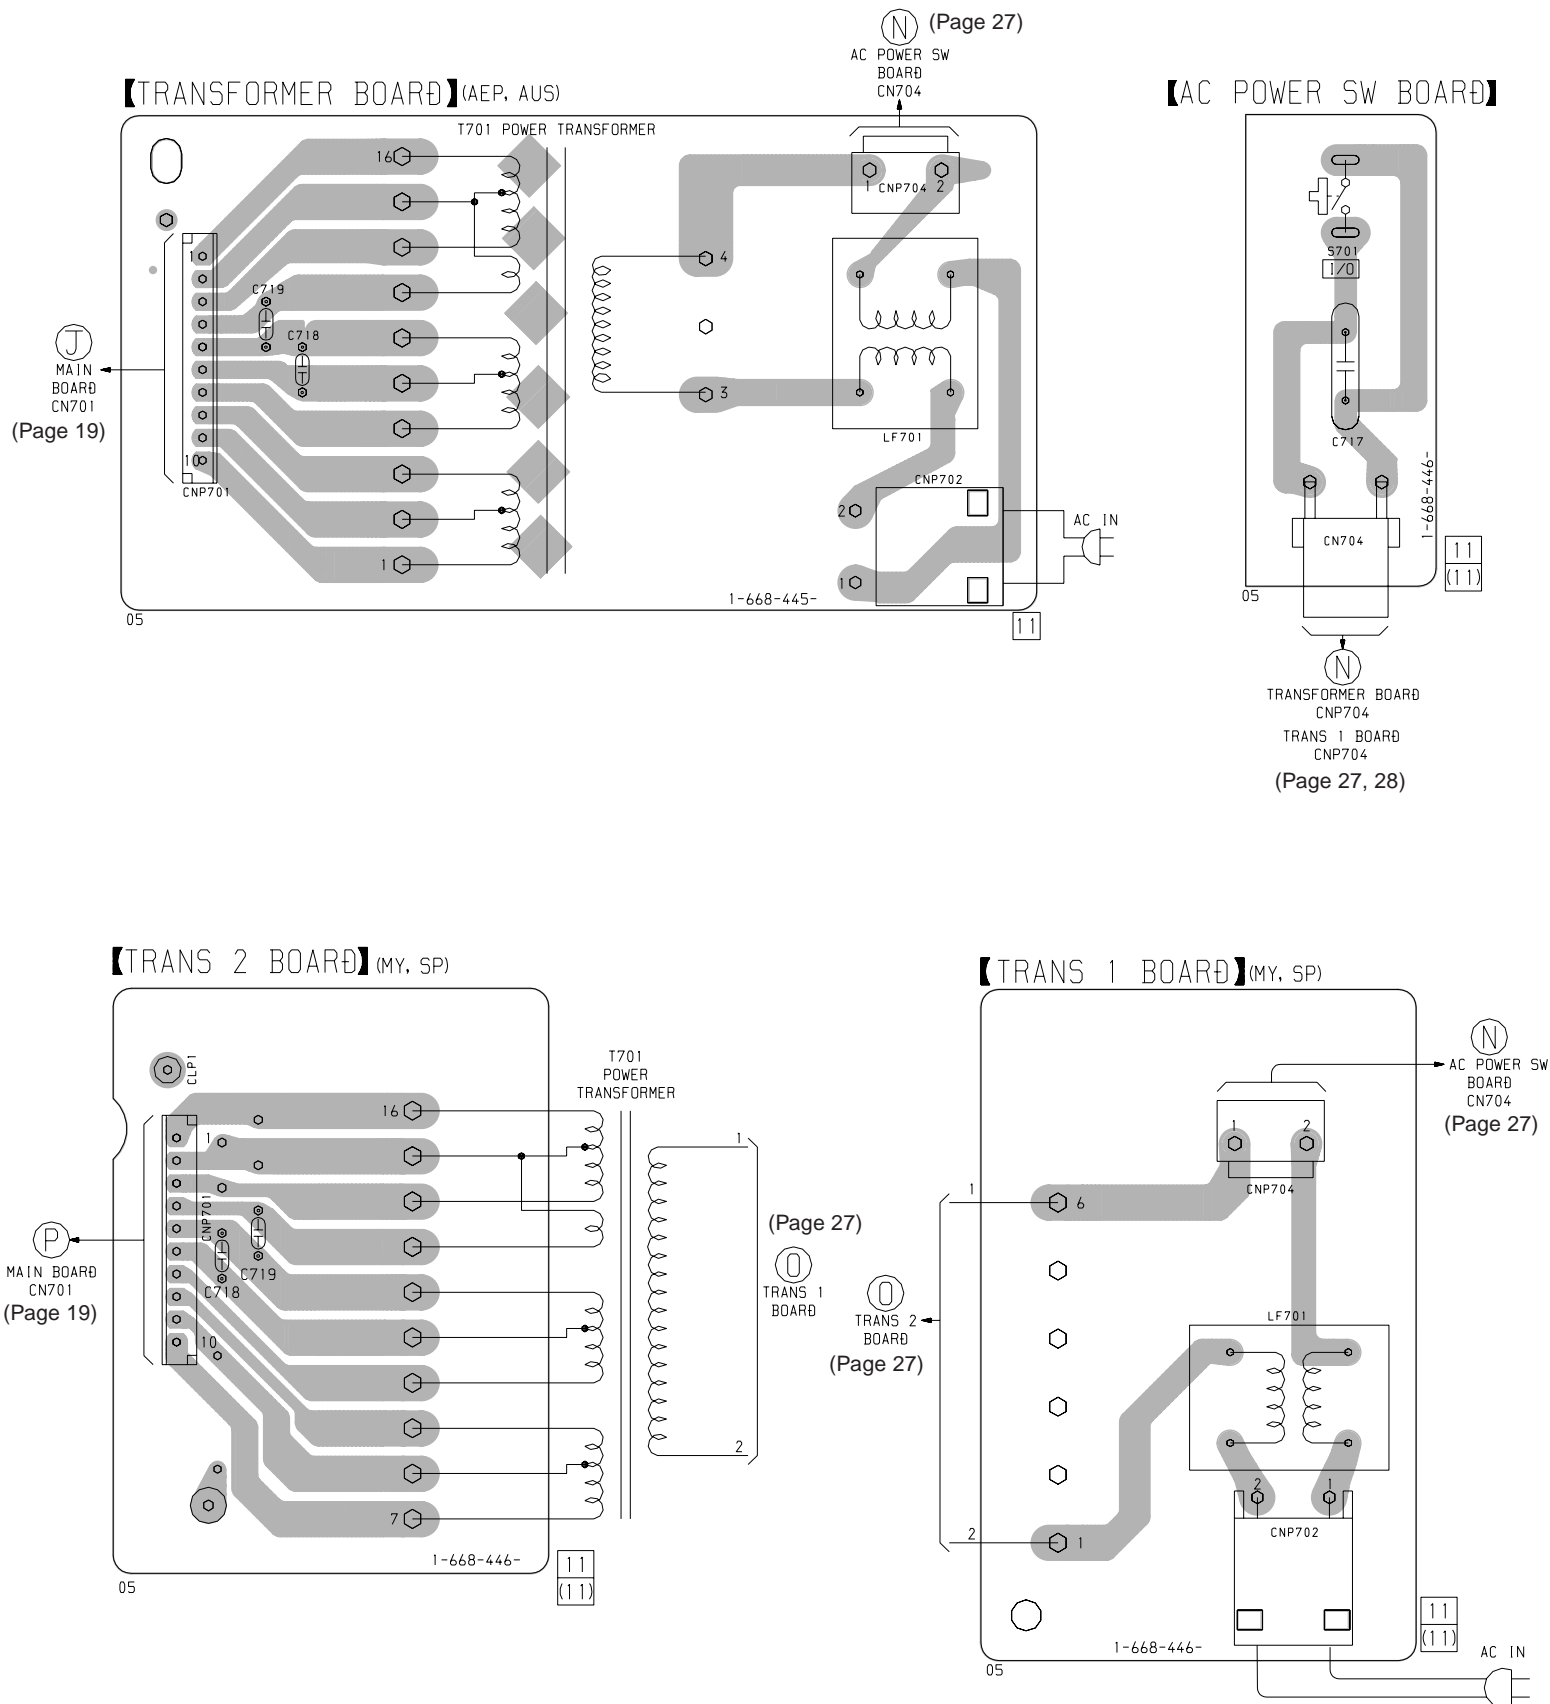 N (Page 27)
AC POWER SW
BOARD
CN704
【TRANSFORMER BOARD】(AEP, AUS)
T701 POWER TRANSFORMER
16
1 CNP704 2
1
C719
C718
4
3
J
MAIN
BOARD
CN701
(Page 19)
10
CNP701
LF701
CNP702
2
AC IN
1
1
1-668-445-
05
11
【AC POWER SW BOARD】
S701
I/O
C717
1-668-446-
CN704
11
(11)
05
N
TRANSFORMER BOARD
CNP704
TRANS 1 BOARD
CNP704
(Page 27, 28)
【TRANS 2 BOARD】(MY, SP)
CLP1
T701
POWER
TRANSFORMER
16
1
1
CNP701
P
MAIN BOARD
CN701
(Page 19)
C719
C718
10
(Page 27)
O
TRANS 1
BOARD
2
7
1-668-446-
05
11
(11)
【TRANS 1 BOARD】(MY, SP)
N
AC POWER SW
BOARD
CN704
(Page 27)
1 2
CNP704
1
6
O
TRANS 2
BOARD
(Page 27)
LF701
2 1
CNP702
2
1
1-668-446-
05
11
(11)
AC IN